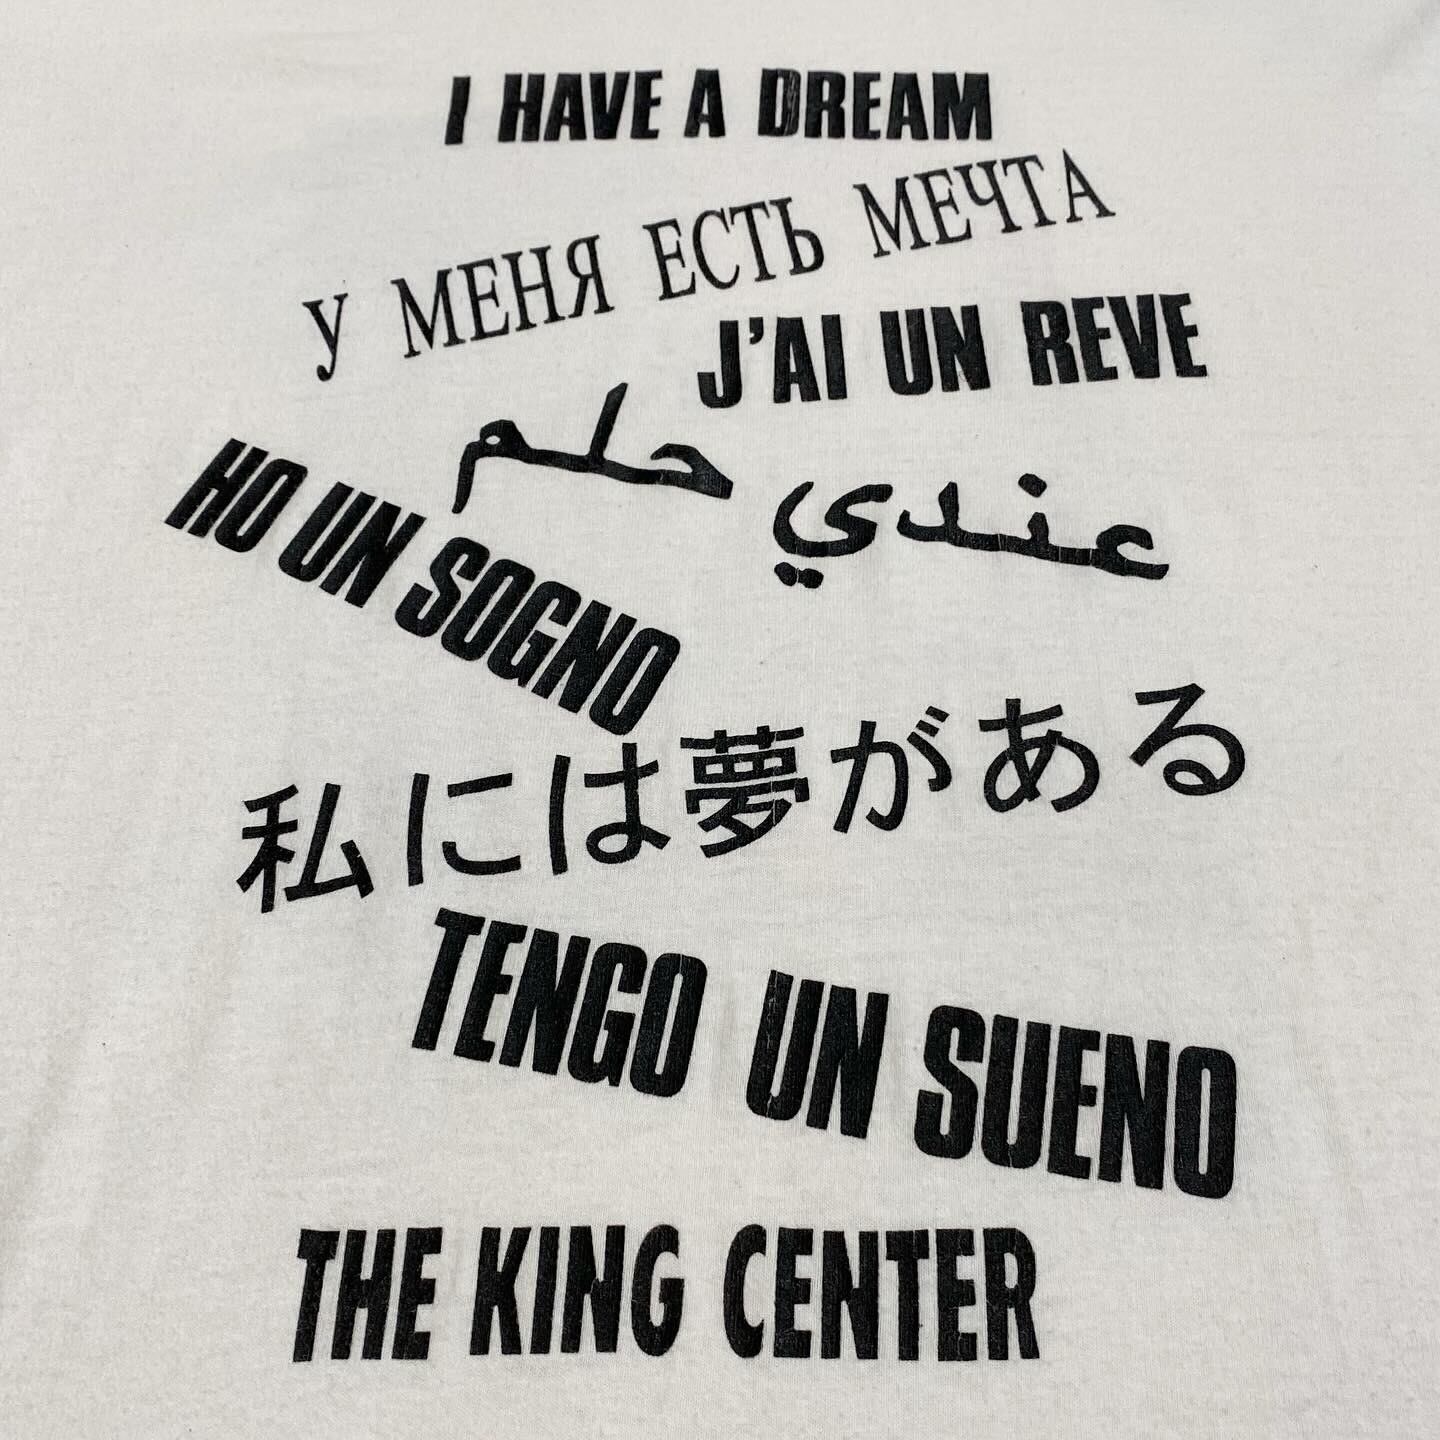 I HAVE A DREAM
У МЕНЯ ЕСТЬ МЕЧТА
J'AI UN REVE
عندي حلم
HO UN SOGNO
私には夢がある
TENGO UN SUENO
THE KING CENTER